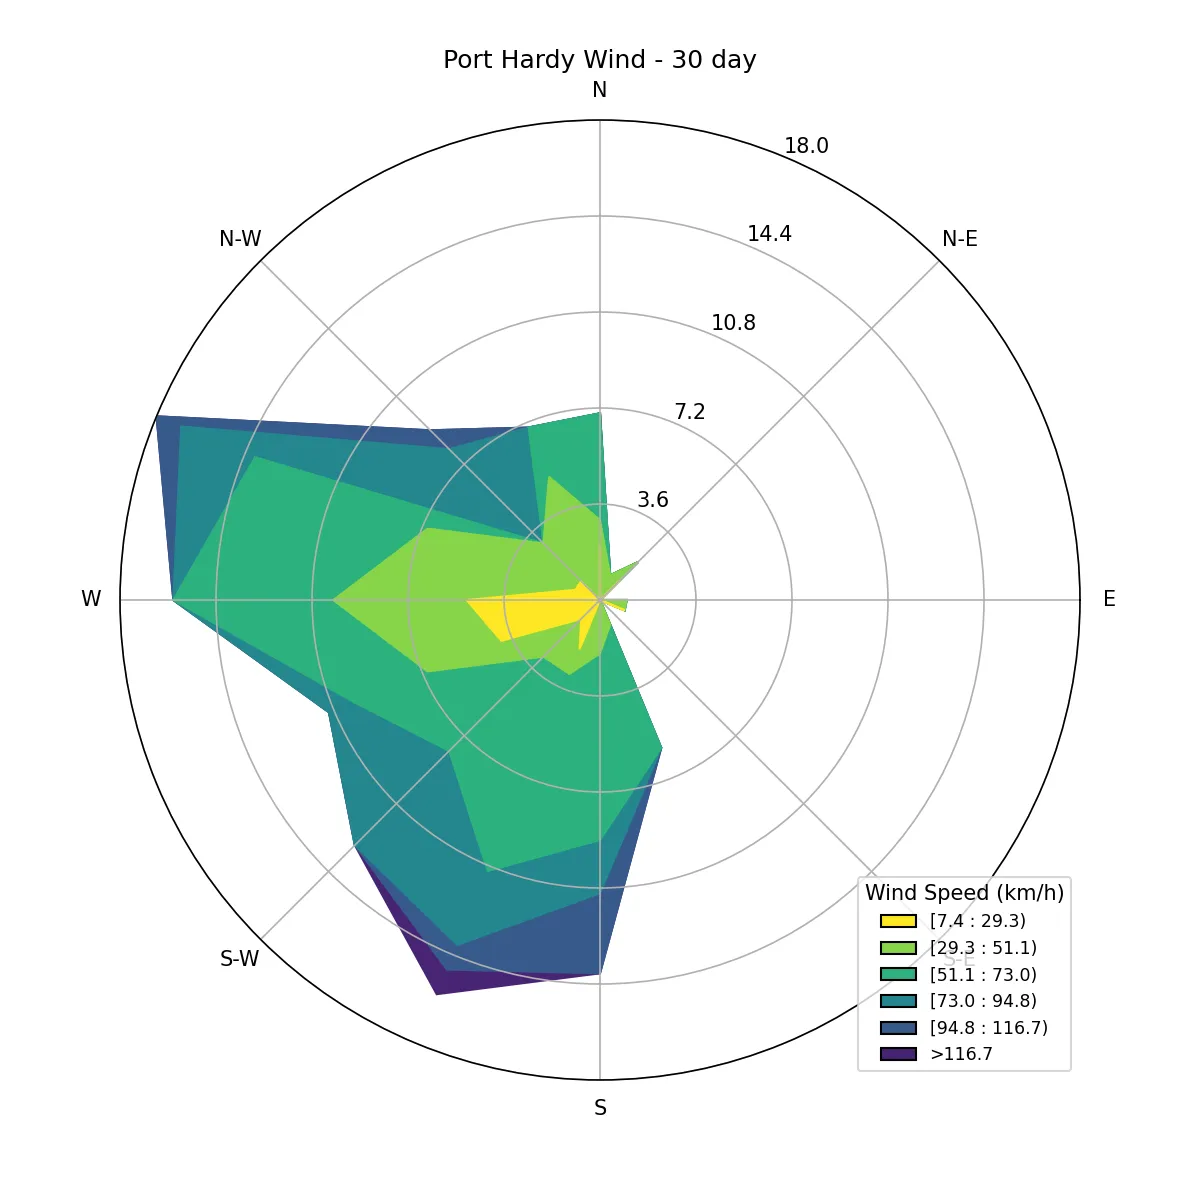 Port Hardy Wind - 30 day
N
18.0
14.4
N-W
N-E
10.8
7.2
3.6
W
E
Wind Speed (km/h)
[7.4 : 29.3)
[29.3 : 51.1)
S-W
S-E
[51.1 : 73.0)
[73.0 : 94.8)
[94.8 : 116.7)
>116.7
S